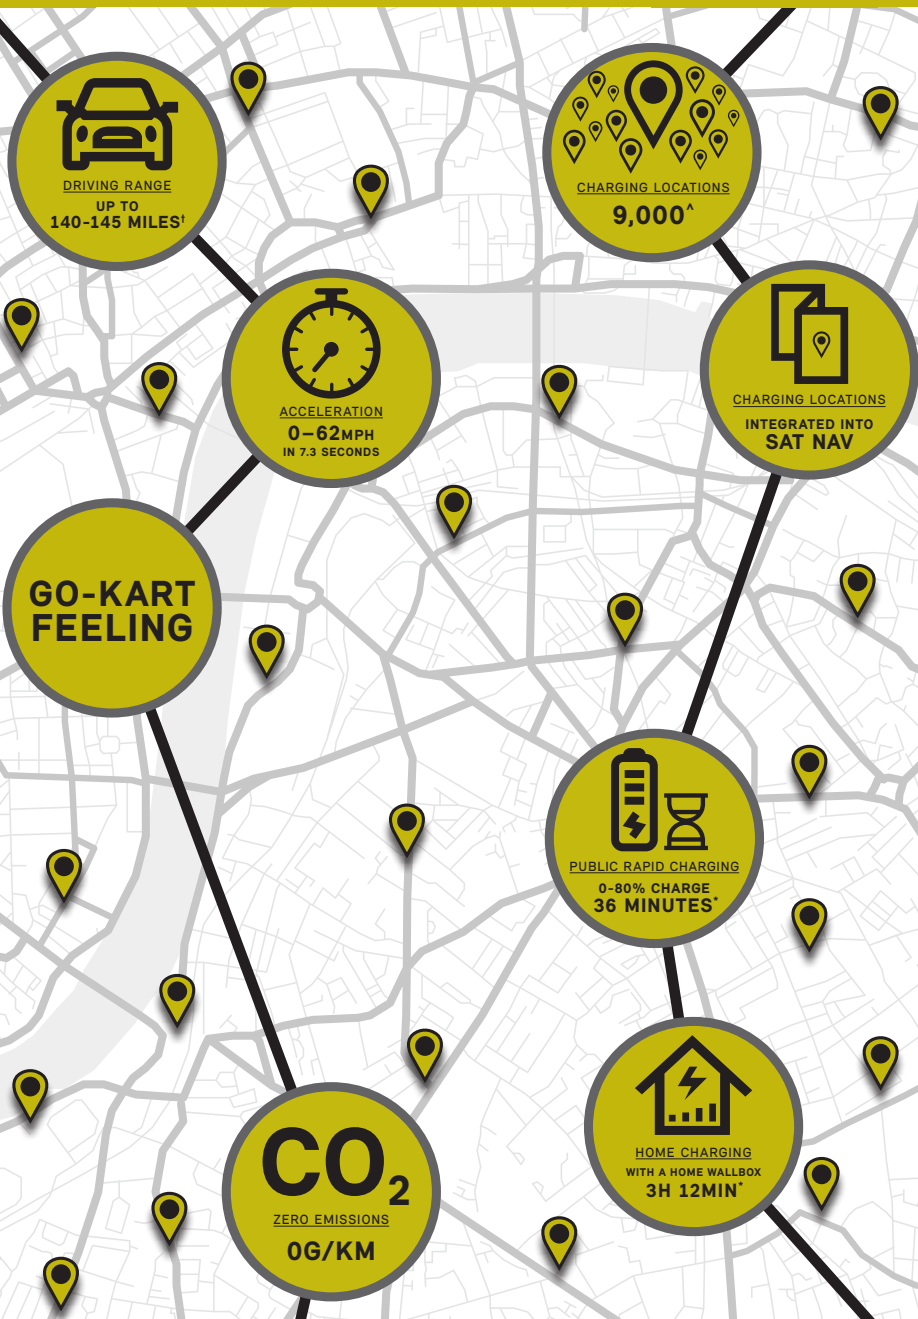 DRIVING RANGE
UP TO
140-145 MILES†
CHARGING LOCATIONS
9,000^
ACCELERATION
0–62MPH
IN 7.3 SECONDS
CHARGING LOCATIONS
INTEGRATED INTO
SAT NAV
GO-KART
FEELING
PUBLIC RAPID CHARGING
0-80% CHARGE
36 MINUTES*
HOME CHARGING
WITH A HOME WALLBOX
3H 12MIN*
CO2
ZERO EMISSIONS
0G/KM